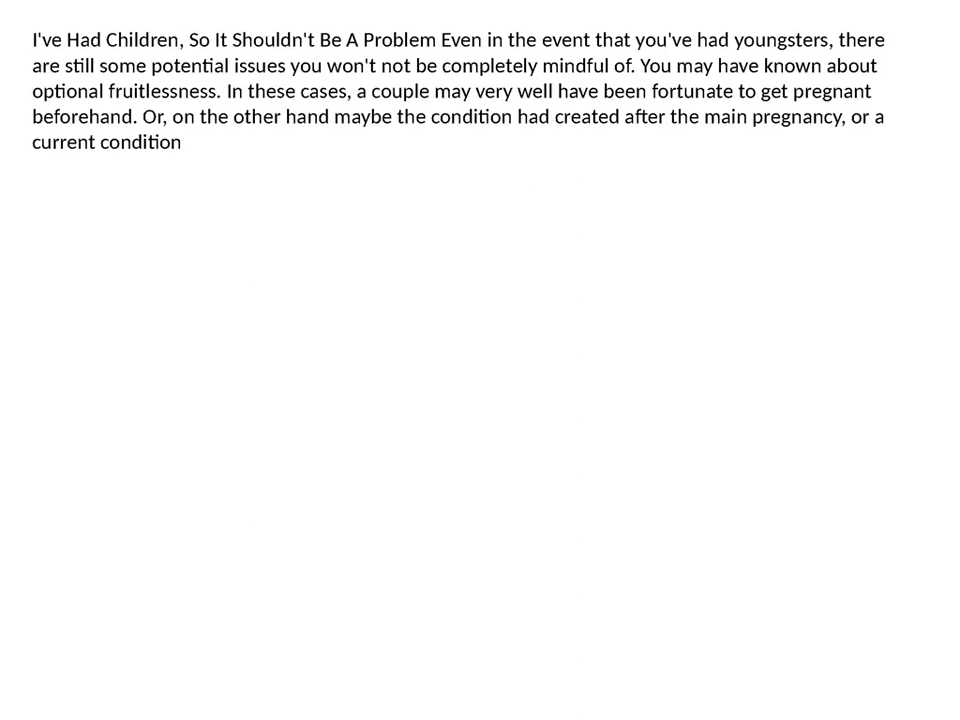 I've Had Children, So It Shouldn't Be A Problem Even in the event that you've had youngsters, there
are still some potential issues you won't not be completely mindful of. You may have known about
optional fruitlessness. In these cases, a couple may very well have been fortunate to get pregnant
beforehand. Or, on the other hand maybe the condition had created after the main pregnancy, or a
current condition